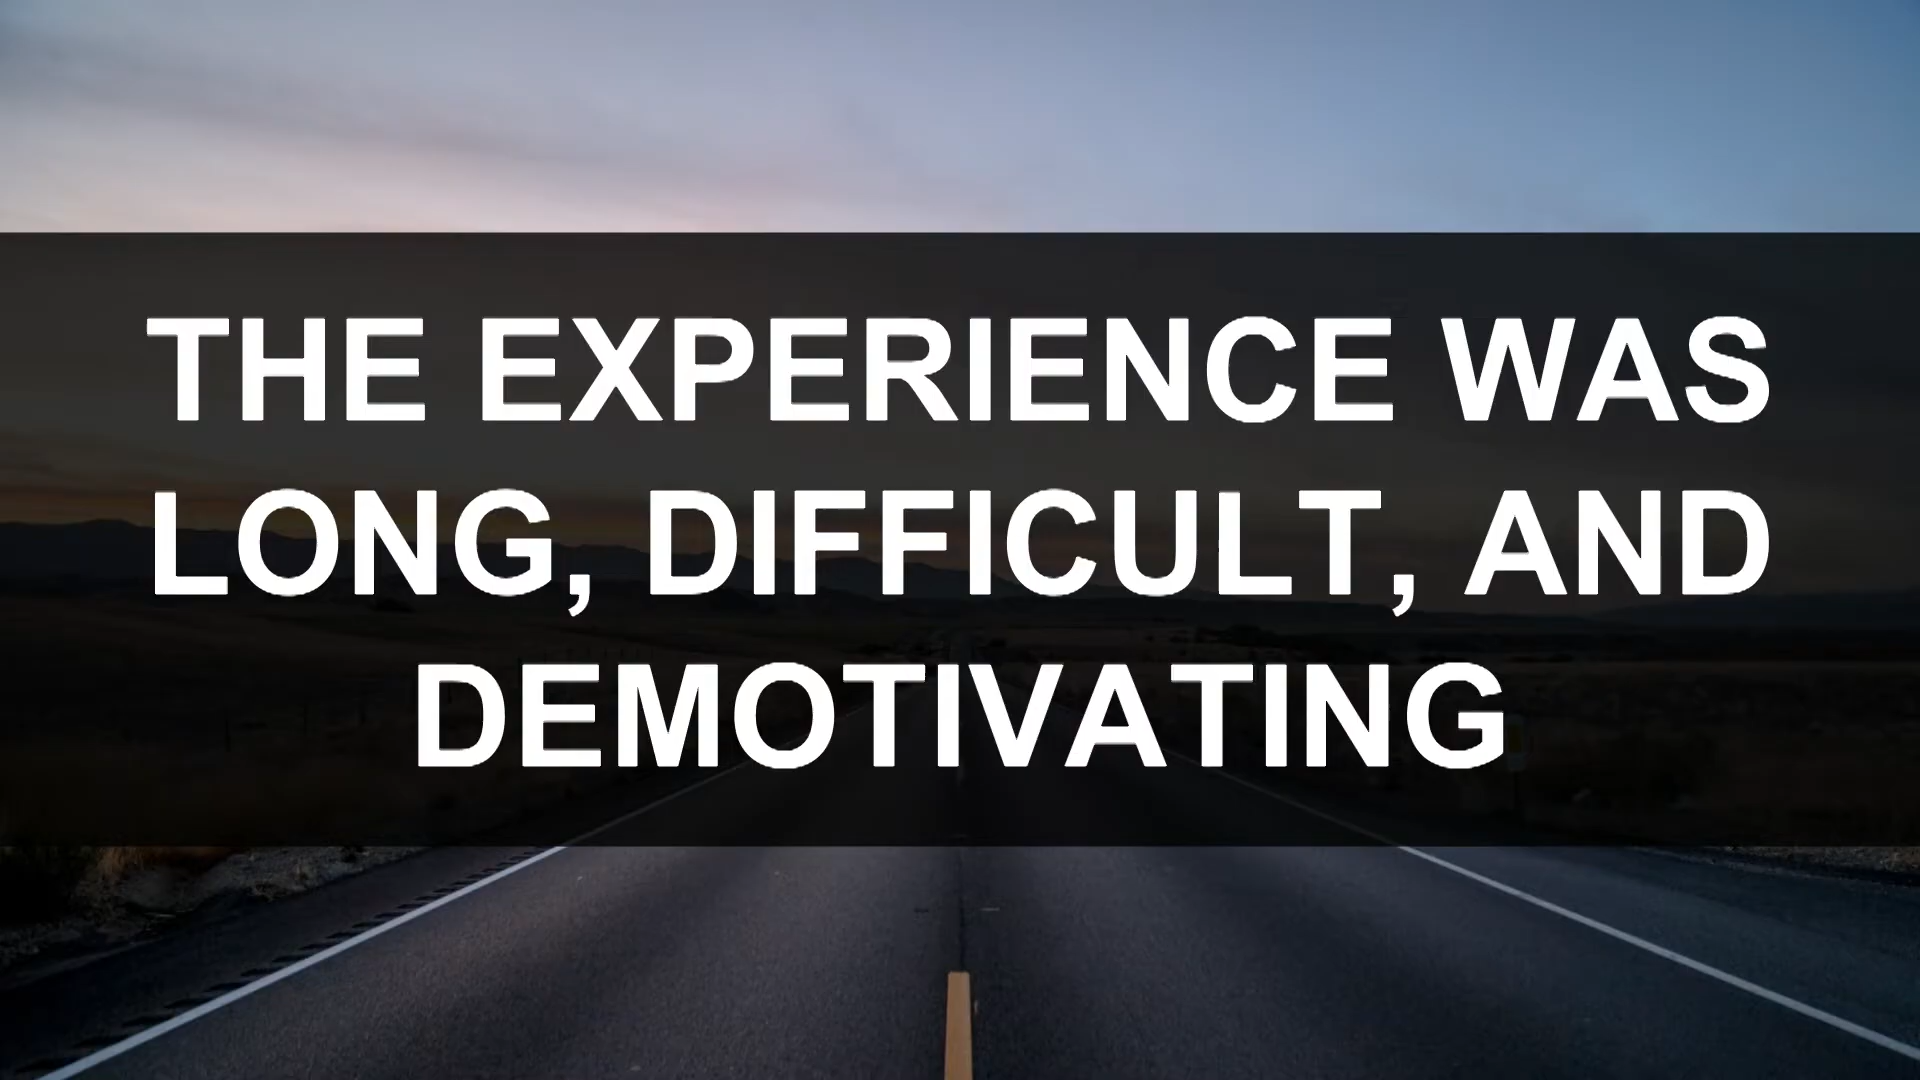 THE EXPERIENCE WAS
LONG, DIFFICULT, AND
DEMOTIVATING